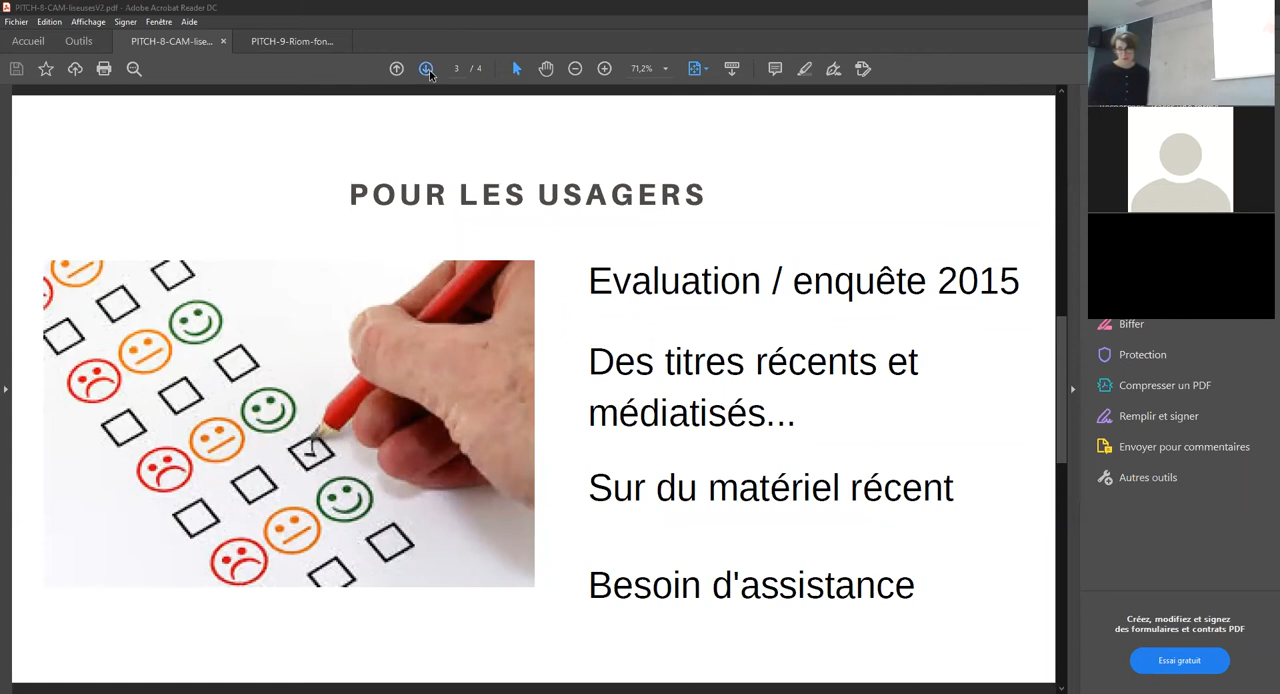 PITCH-8-CAM-liseusesV2.pdf - Adobe Acrobat Reader DC
Fichier Edition Affichage Signer Fenêtre Aide
Accueil Outils PITCH-8-CAM-lise... × PITCH-9-Riom-fon...
3 / 4 71,2%
POUR LES USAGERS
Evaluation / enquête 2015
Des titres récents et
médiatisés...
Sur du matériel récent
Besoin d'assistance
Biffer
Protection
Compresser un PDF
Remplir et signer
Envoyer pour commentaires
Autres outils
Créez, modifiez et signez
des formulaires et contrats PDF
Essai gratuit